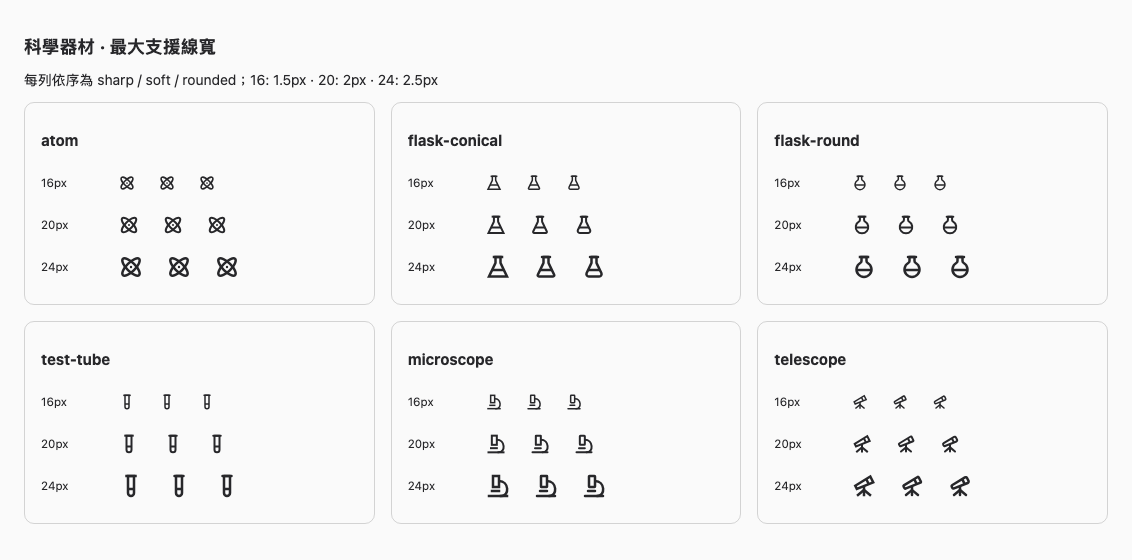 科學器材 · 最大支援線寬
每列依序為 sharp / soft / rounded；16: 1.5px · 20: 2px · 24: 2.5px
atom
16px
20px
24px
flask-conical
16px
20px
24px
flask-round
16px
20px
24px
test-tube
16px
20px
24px
microscope
16px
20px
24px
telescope
16px
20px
24px